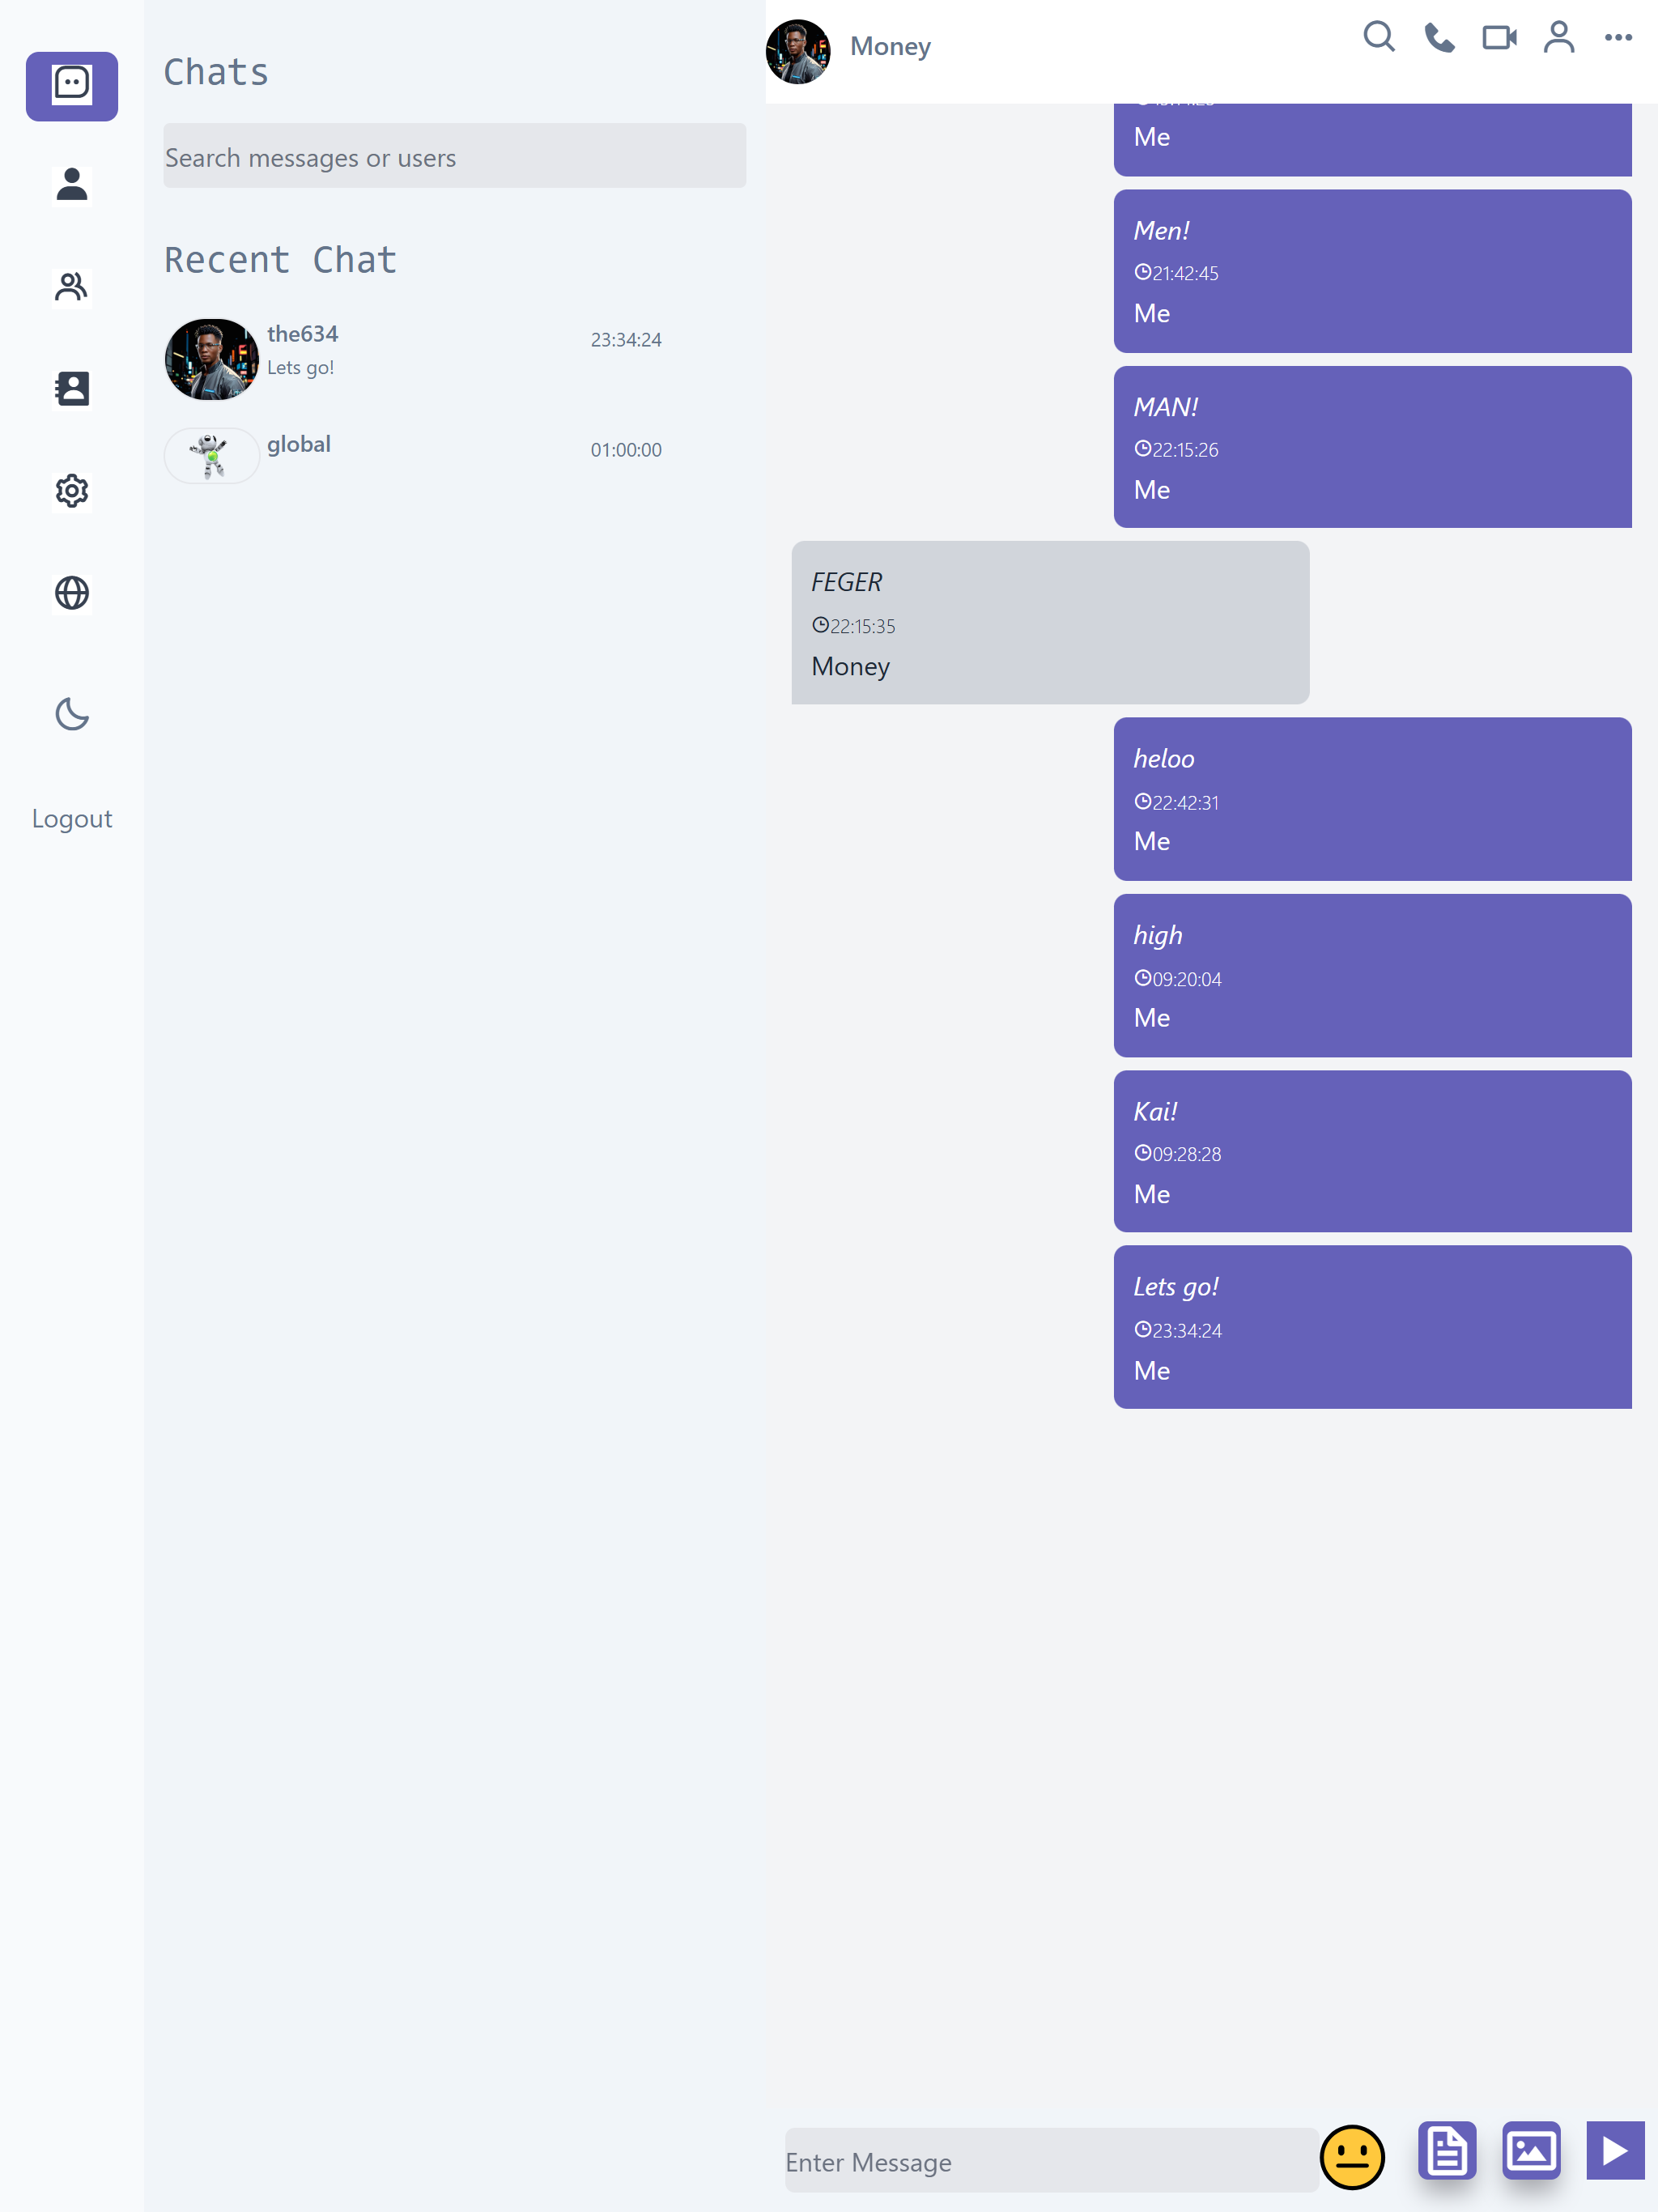 Chats
Search messages or users
Recent Chat
the634
23:34:24
Lets go!
global
01:00:00
Logout
Money
Me
Men!
21:42:45
Me
MAN!
22:15:26
Me
FEGER
22:15:35
Money
heloo
22:42:31
Me
high
09:20:04
Me
Kai!
09:28:28
Me
Lets go!
23:34:24
Me
Enter Message